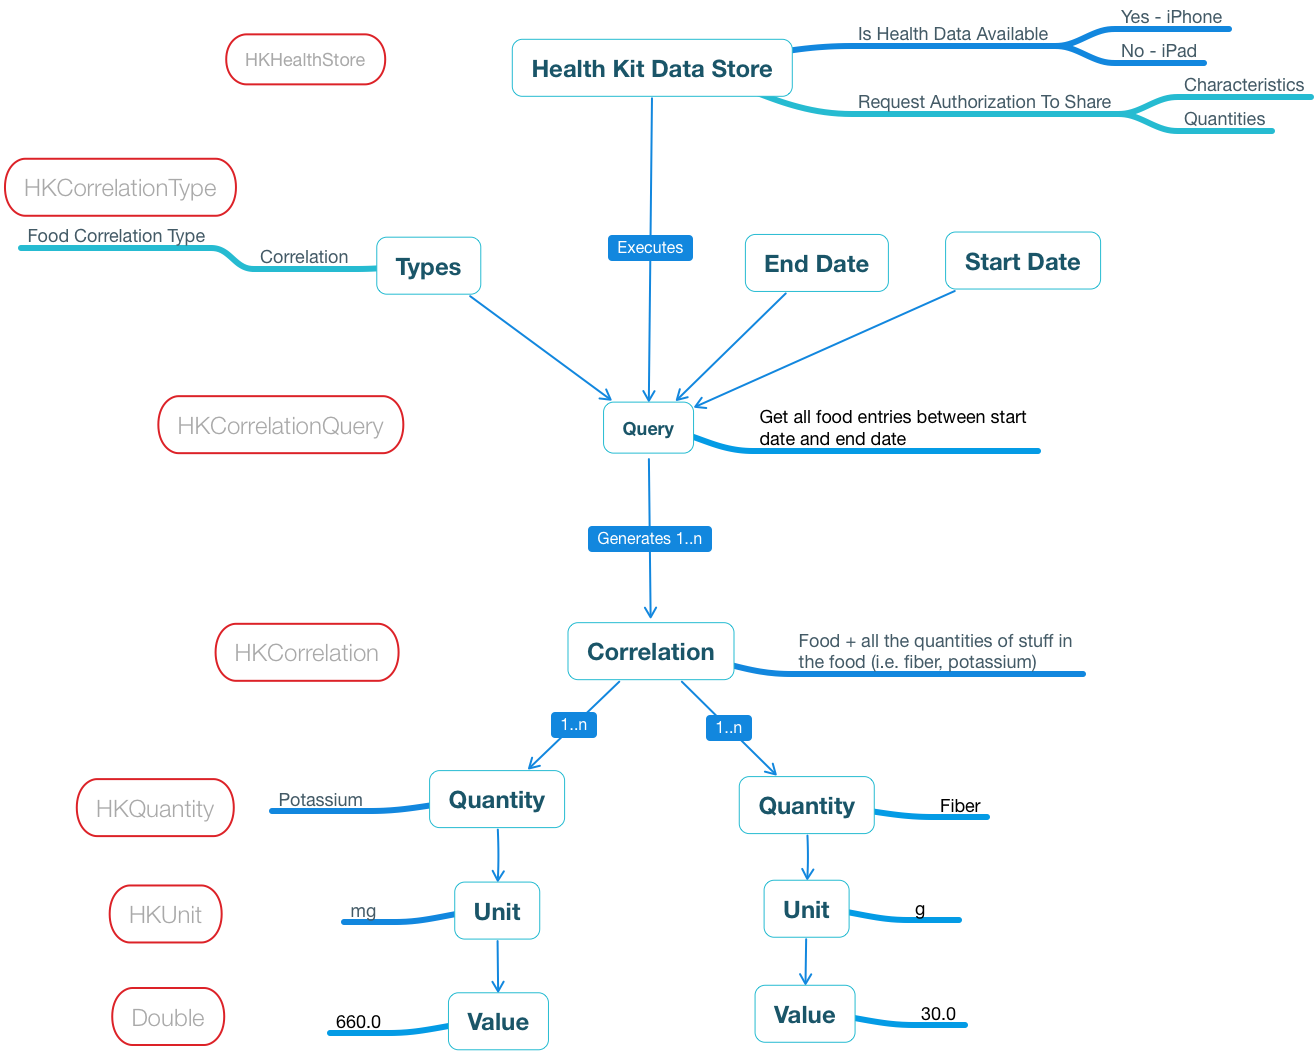 Yes - iPhone
Is Health Data Available
No - iPad
HKHealthStore
Health Kit Data Store
Characteristics
Request Authorization To Share
Quantities
HKCorrelationType
Food Correlation Type
Correlation
Types
Executes
End Date
Start Date
HKCorrelationQuery
Query
Get all food entries between start
date and end date
Generates 1..n
HKCorrelation
Correlation
Food + all the quantities of stuff in
the food (i.e. fiber, potassium)
1..n
1..n
HKQuantity
Potassium
Quantity
Quantity
Fiber
HKUnit
mg
Unit
Unit
g
Double
660.0
Value
Value
30.0